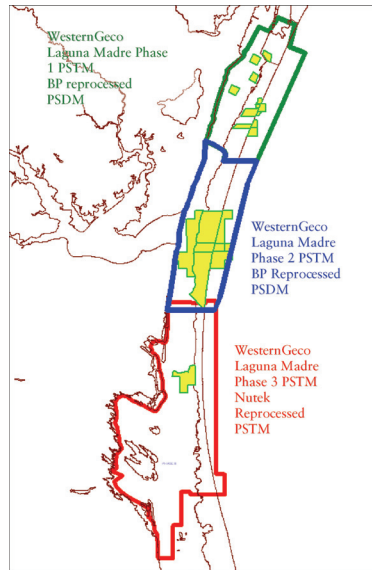 WesternGeco
Laguna Madre Phase
1 PSTM
BP reprocessed
PSDM
WesternGeco
Laguna Madre
Phase 2 PSTM
BP Reprocessed
PSDM
WesternGeco
Laguna Madre
Phase 3 PSTM
Nutek
Reprocessed
PSTM